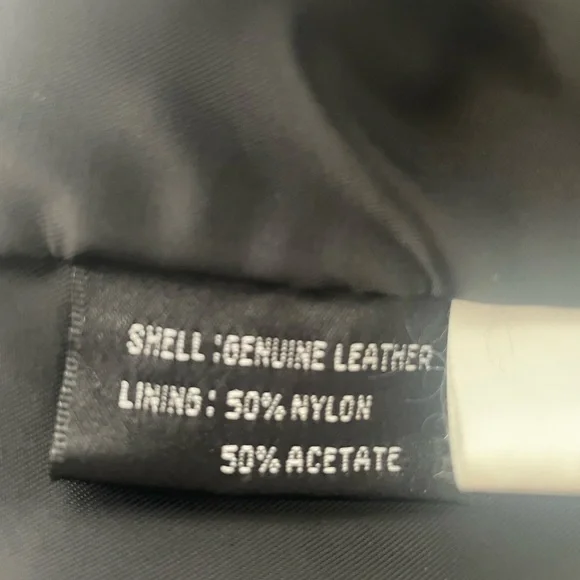 SHELL:GENUINE LEATHER
LINING: 50% NYLON
50% ACETATE